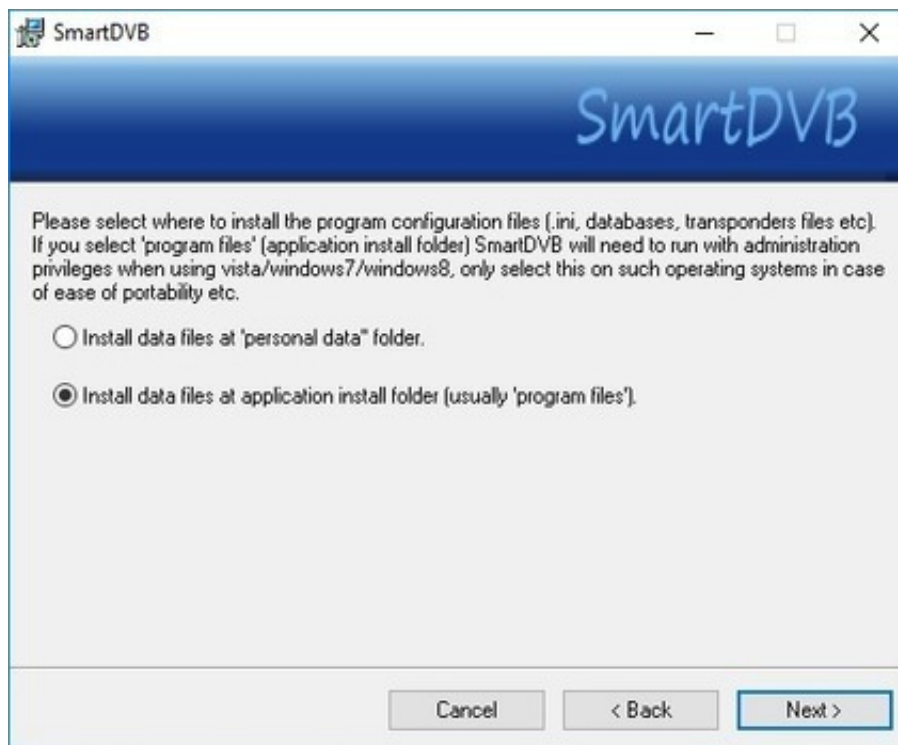 SmartDVB
SmartDVB
Please select where to install the program configuration files (.ini, databases, transponders files etc).
If you select 'program files' (application install folder) SmartDVB will need to run with administration
privileges when using vista/windows7/windows8, only select this on such operating systems in case
of ease of portability etc.
Install data files at 'personal data" folder.
Install data files at application install folder (usually 'program files').
Cancel
< Back
Next >